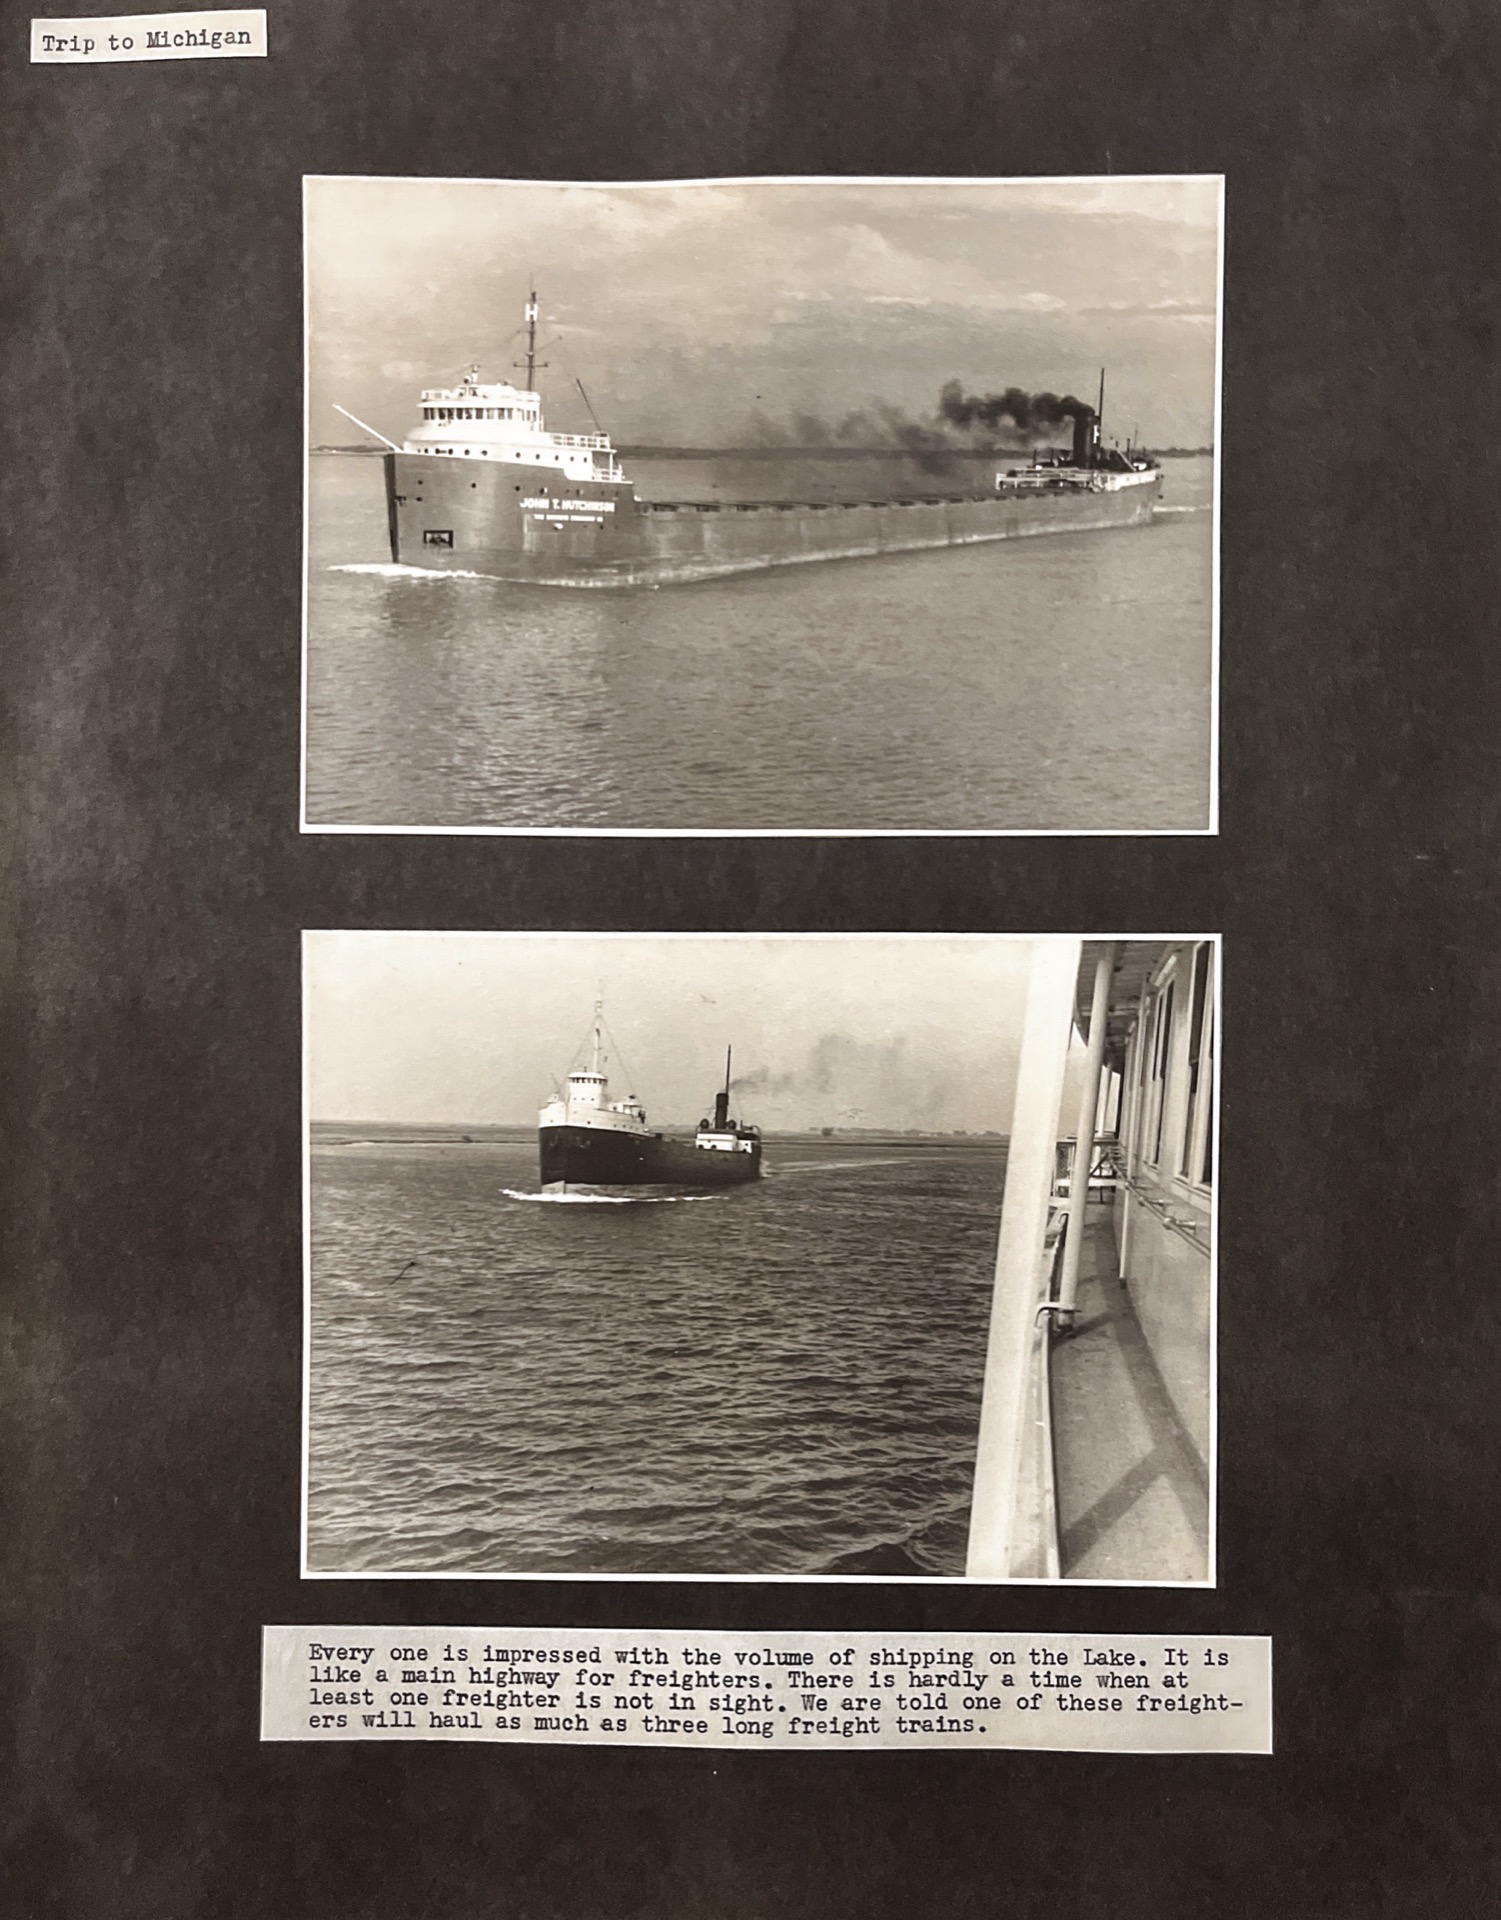 Trip to Michigan
H
H
JOHN T. HUTCHINSON
Every one is impressed with the volume of shipping on the Lake. It is
like a main highway for freighters. There is hardly a time when at
least one freighter is not in sight. We are told one of these freight-
ers will haul as much as three long freight trains.